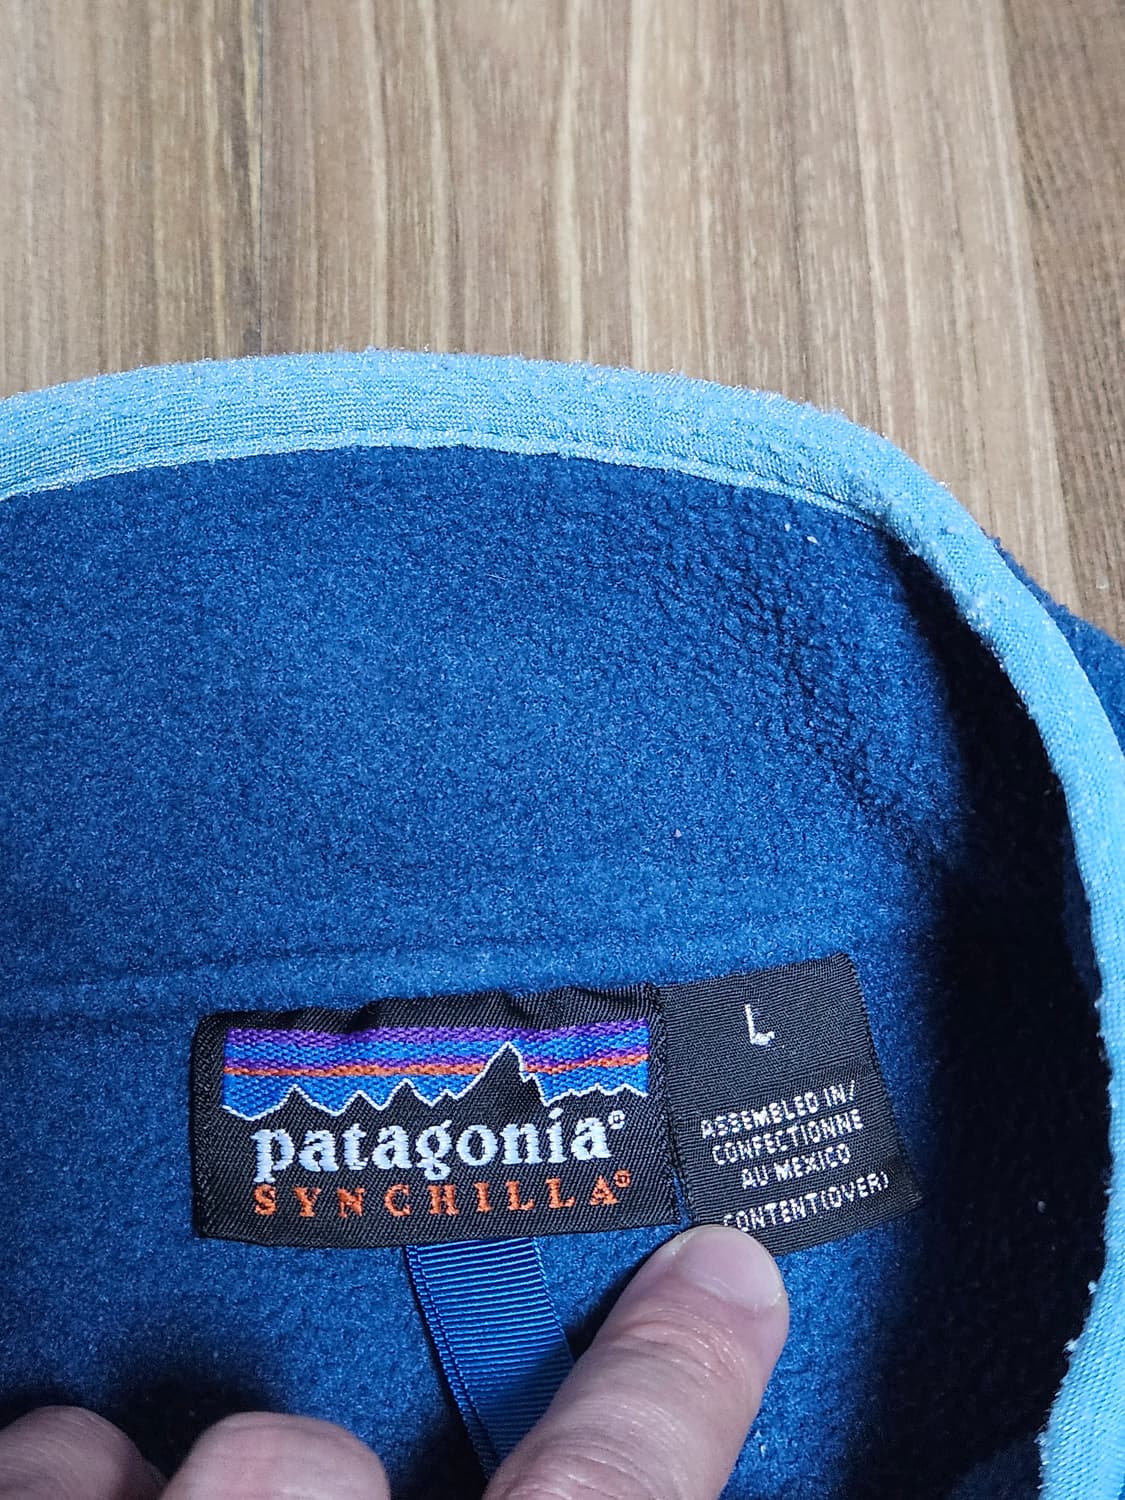 patagonia®
SYNCHILLA®
L
ASSEMBLED IN/
CONFECTIONNE
AU MEXICO
CONTENT(OVER)